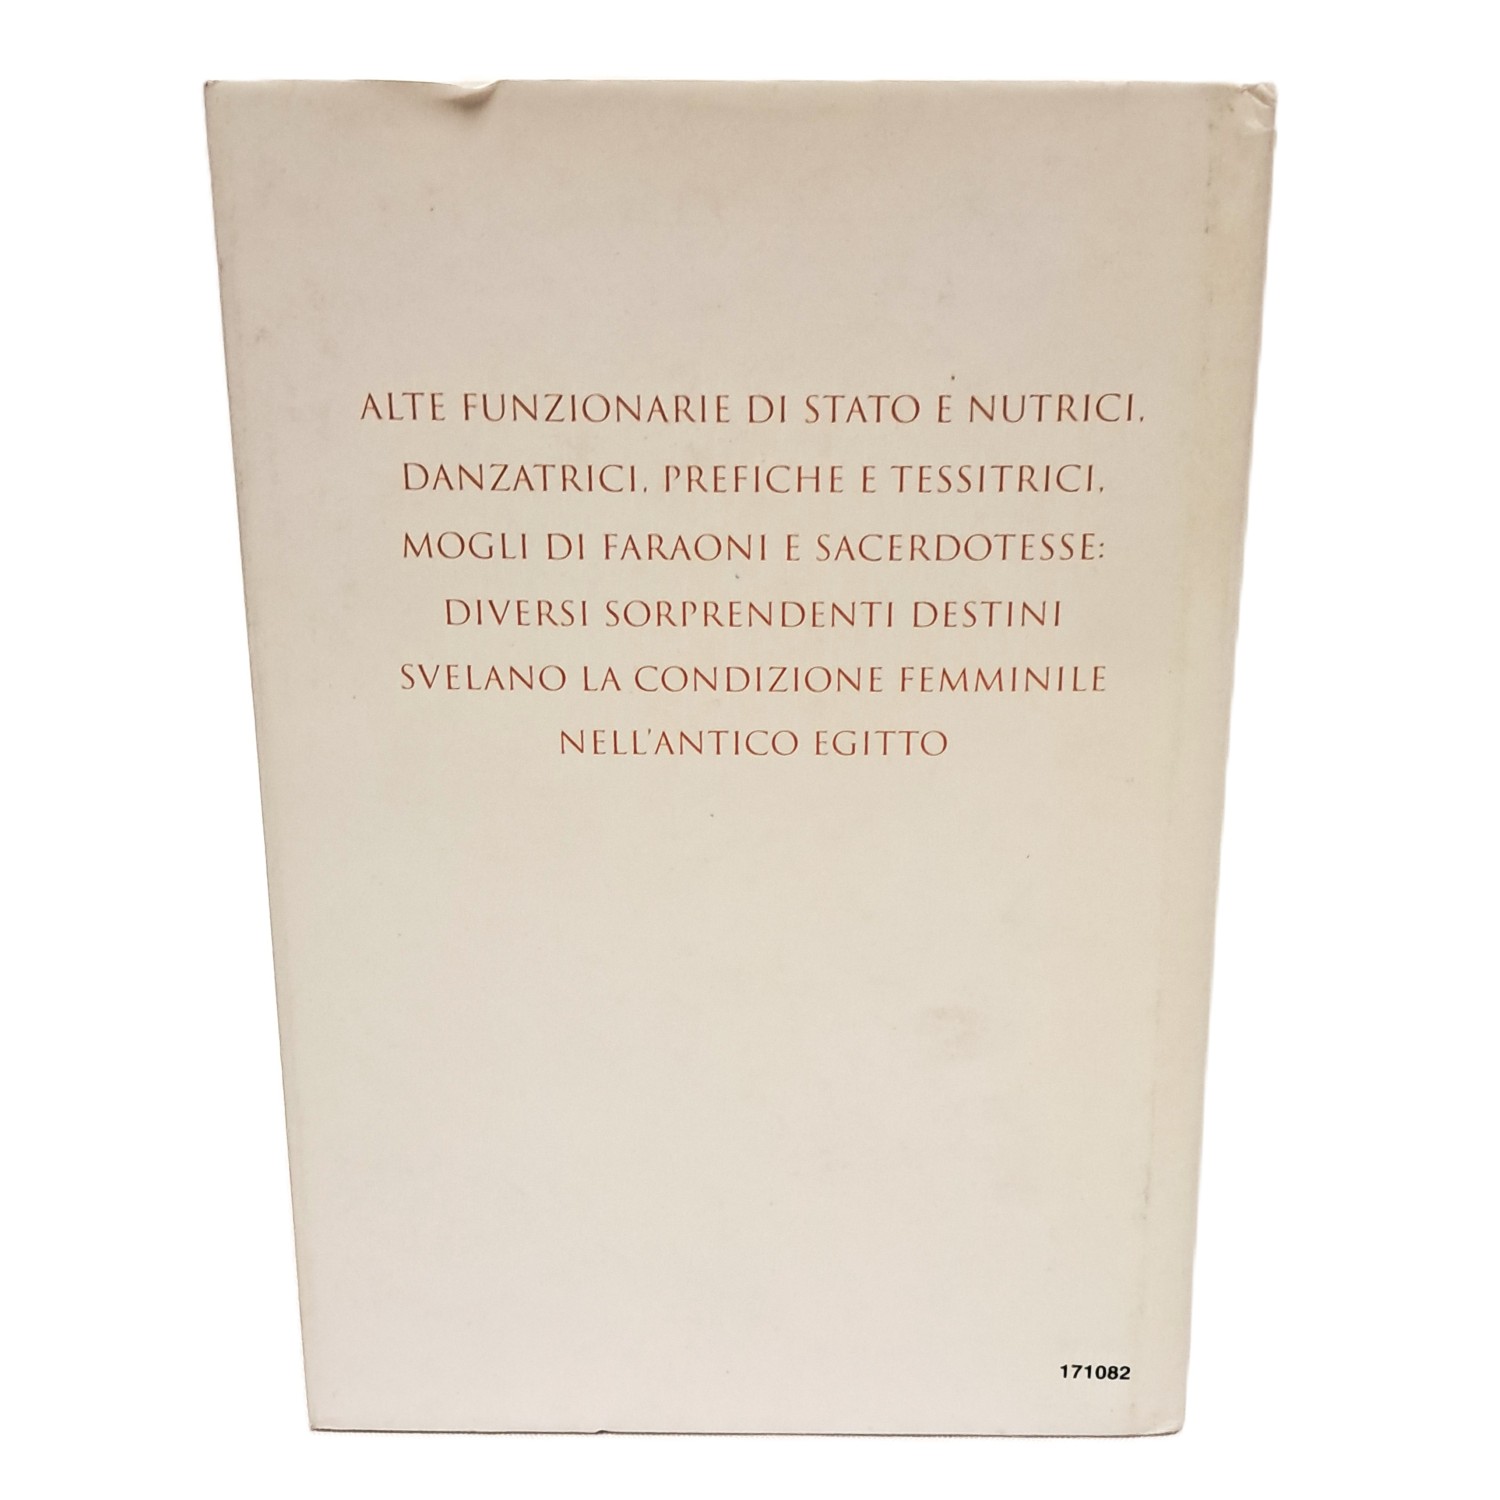 ALTE FUNZIONARIE DI STATO E NUTRICI,
DANZATRICI, PREFICHE E TESSITRICI,
MOGLI DI FARAONI E SACERDOTESSE:
DIVERSI SORPRENDENTI DESTINI
SVELANO LA CONDIZIONE FEMMINILE
NELL'ANTICO EGITTO
171082